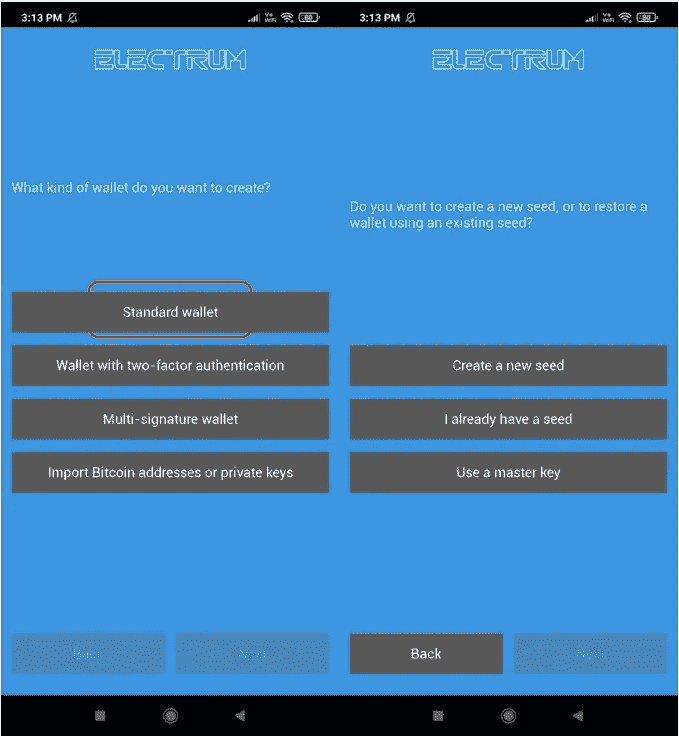 3:13 PM
Vo
WiFi
60
ELECTRUM
What kind of wallet do you want to create?
Standard wallet
Wallet with two-factor authentication
Multi-signature wallet
Import Bitcoin addresses or private keys
Back
Next
3:13 PM
Vo
WiFi
60
ELECTRUM
Do you want to create a new seed, or to restore a
wallet using an existing seed?
Create a new seed
I already have a seed
Use a master key
Back
Next